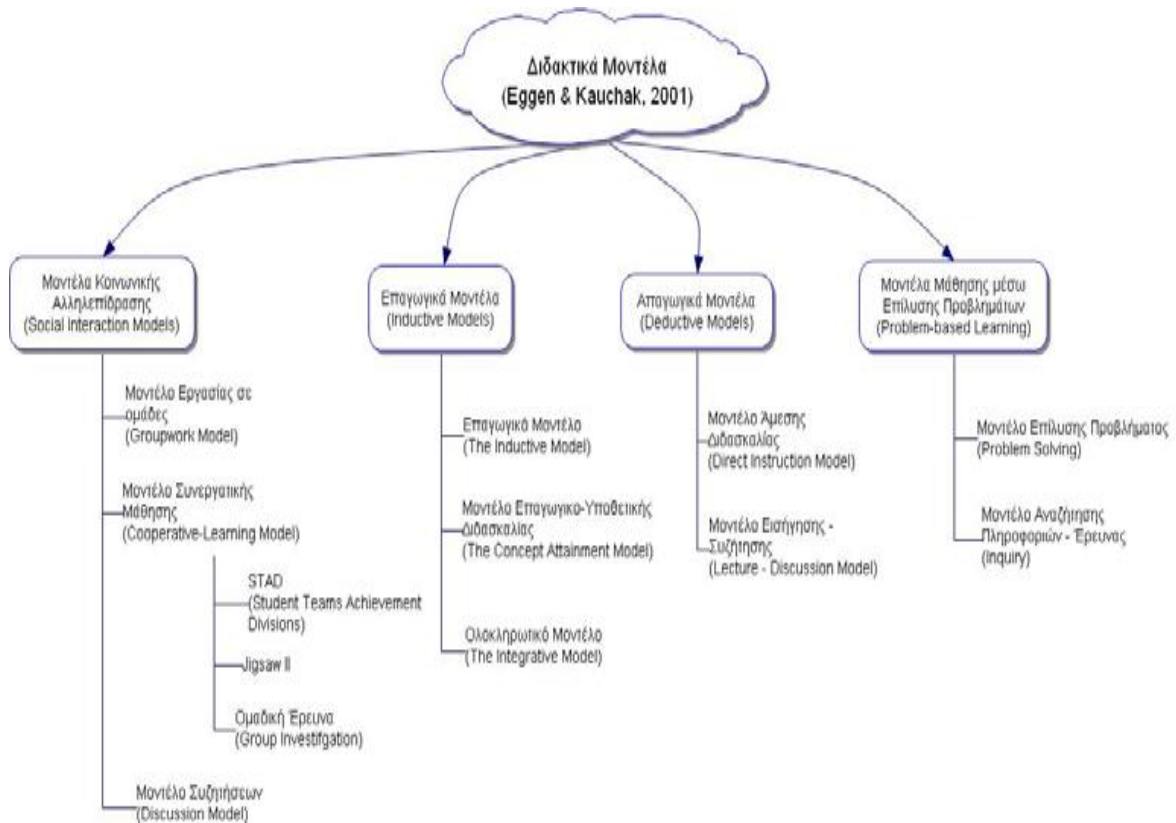 Διδακτικά Μοντέλα
(Eggen & Kauchak, 2001)
Μοντέλα Κοινωνικής
Αλληλεπίδρασης
(Social Interaction Models)
Μοντέλο Εργασίας σε
ομάδες
(Groupwork Model)
Μοντέλο Συνεργατικής
Μάθησης
(Cooperative-Learning Model)
STAD
(Student Teams Achievement
Divisions)
Jigsaw II
Ομαδική Έρευνα
(Group Investifgation)
Μοντέλο Συζητήσεων
(Discussion Model)
Επαγωγικά Μοντέλα
(Inductive Models)
Επαγωγικό Μοντέλο
(The Inductive Model)
Μοντέλο Επαγωγικο-Υποθετικής
Διδασκαλίας
(The Concept Attainment Model)
Ολοκληρωτικό Μοντέλο
(The Integrative Model)
Απαγωγικά Μοντέλα
(Deductive Models)
Μοντέλο Άμεσης
Διδασκαλίας
(Direct Instruction Model)
Μοντέλο Εισήγησης -
Συζήτησης
(Lecture - Discussion Model)
Μοντέλα Μάθησης μέσω
Επίλυσης Προβλημάτων
(Problem-based Learning)
Μοντέλο Επίλυσης Προβλήματος
(Problem Solving)
Μοντέλο Αναζήτησης
Πληροφοριών - Έρευνας
(Inquiry)